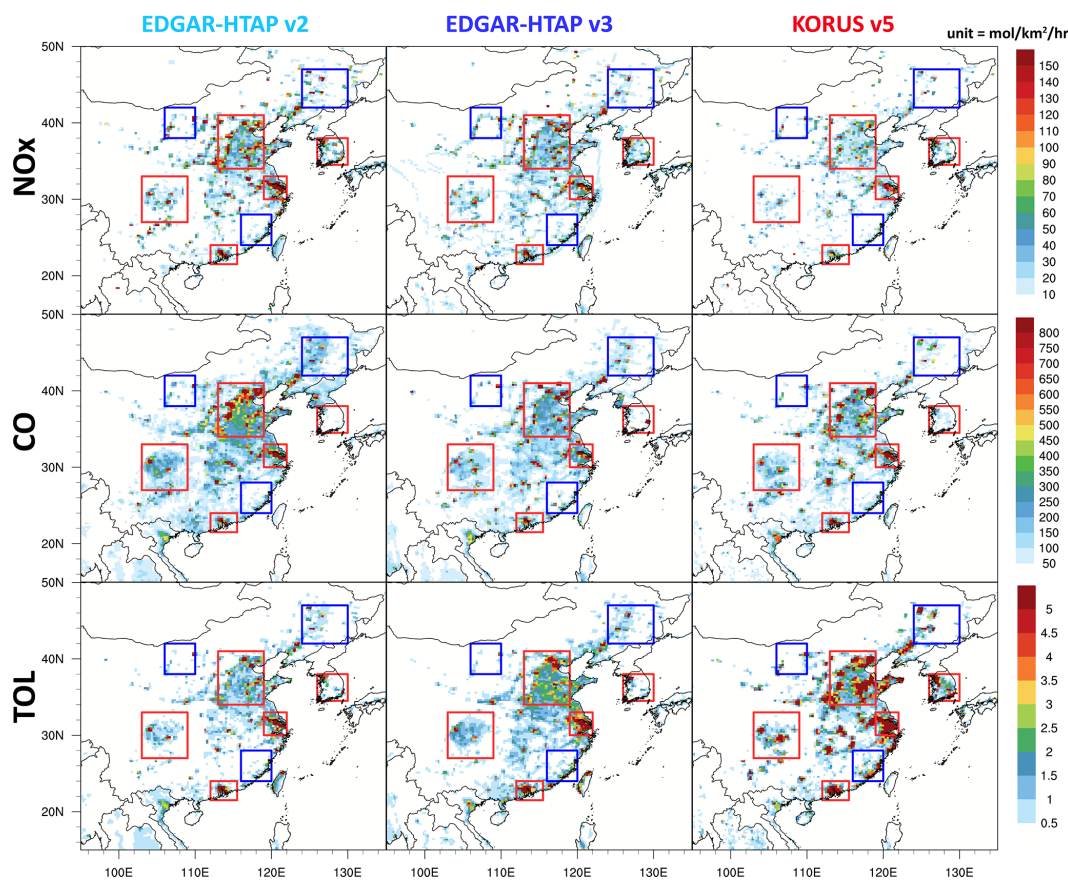 EDGAR-HTAP v2 EDGAR-HTAP v3 KORUS v5
unit = mol/km²/hr
NOx
50N
40N
30N
20N
150
140
130
120
110
100
90
80
70
60
50
40
30
20
10
CO
50N
40N
30N
20N
800
750
700
650
600
550
500
450
400
350
300
250
200
150
100
50
TOL
50N
40N
30N
20N
5
4.5
4
3.5
3
2.5
2
1.5
1
0.5
100E 110E 120E 130E 100E 110E 120E 130E 100E 110E 120E 130E